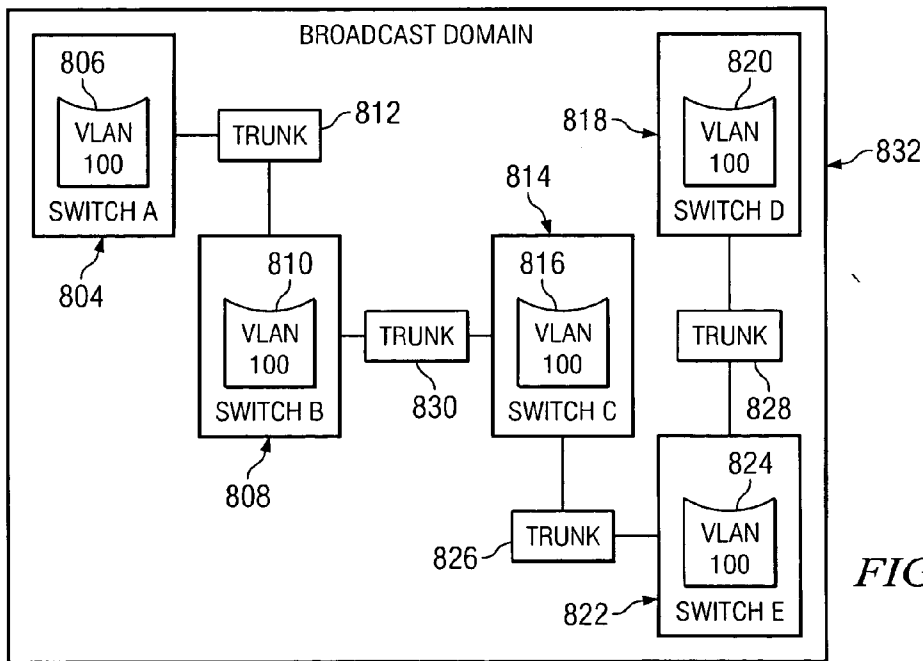 BROADCAST DOMAIN
806
VLAN
100
SWITCH A
804
TRUNK
812
820
VLAN
100
SWITCH D
818
832
810
VLAN
100
SWITCH B
808
TRUNK
830
814
816
VLAN
100
SWITCH C
TRUNK
828
TRUNK
826
824
VLAN
100
SWITCH E
822